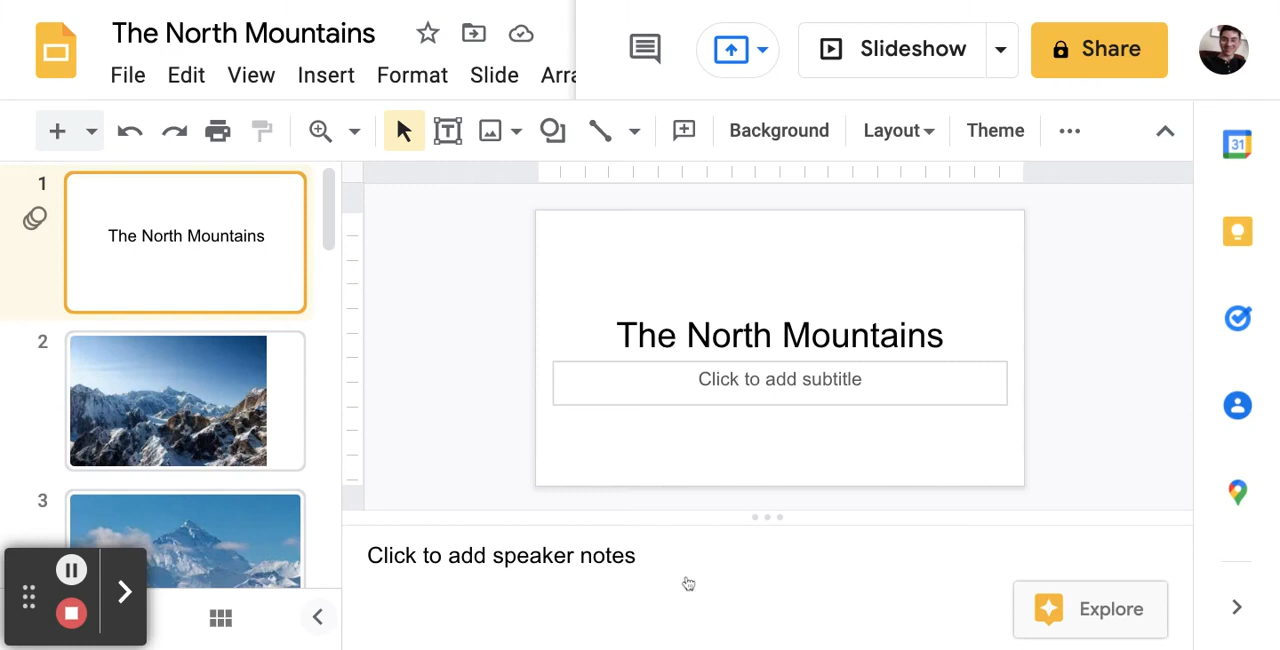 The North Mountains
File Edit View Insert Format Slide Arra
Slideshow
Share
Background Layout Theme
31
1
The North Mountains
2
3
The North Mountains
Click to add subtitle
Click to add speaker notes
Explore